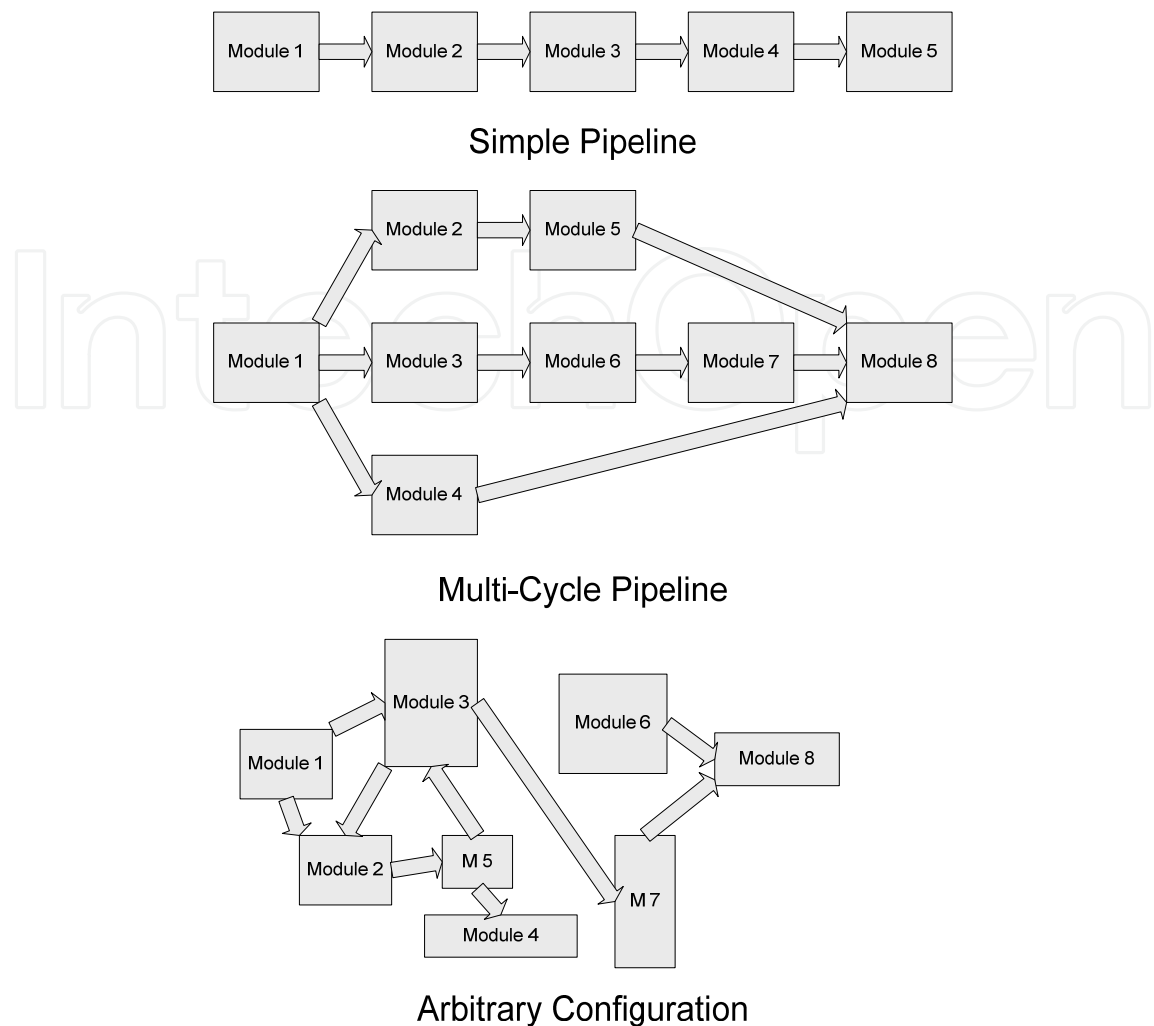 Module 1 Module 2 Module 3 Module 4 Module 5
Simple Pipeline
Module 2 Module 5
Module 1 Module 3 Module 6 Module 7 Module 8
Module 4
IntechOpen
Multi-Cycle Pipeline
Module 3
Module 6
Module 1
Module 8
Module 2
M 5
M 7
Module 4
Arbitrary Configuration